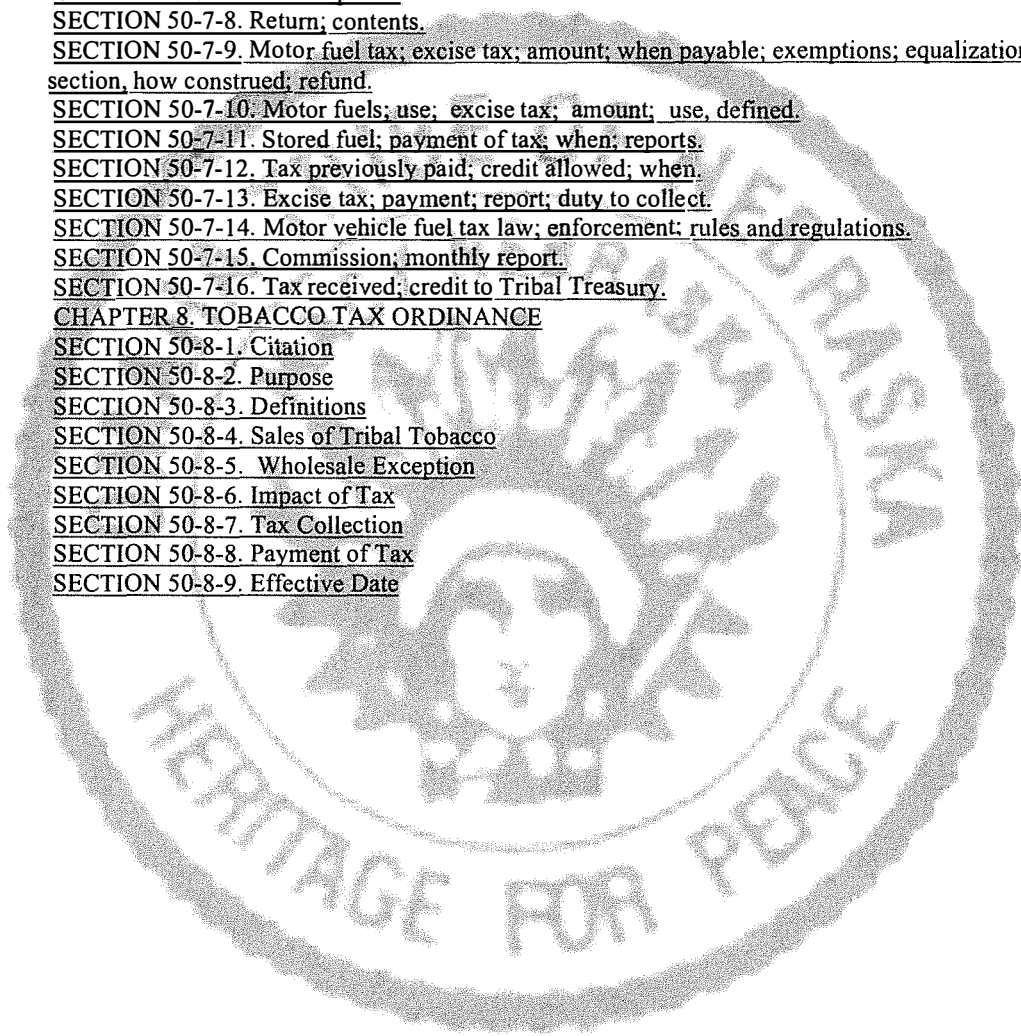 SECTION 50-7-8. Return; contents.
SECTION 50-7-9. Motor fuel tax; excise tax; amount; when payable; exemptions; equalization
section, how construed; refund.
SECTION 50-7-10. Motor fuels; use; excise tax; amount; use, defined.
SECTION 50-7-11. Stored fuel; payment of tax; when; reports.
SECTION 50-7-12. Tax previously paid; credit allowed; when.
SECTION 50-7-13. Excise tax; payment; report; duty to collect.
SECTION 50-7-14. Motor vehicle fuel tax law; enforcement; rules and regulations.
SECTION 50-7-15. Commission; monthly report.
SECTION 50-7-16. Tax received; credit to Tribal Treasury.
CHAPTER 8. TOBACCO TAX ORDINANCE
SECTION 50-8-1. Citation
SECTION 50-8-2. Purpose
SECTION 50-8-3. Definitions
SECTION 50-8-4. Sales of Tribal Tobacco
SECTION 50-8-5. Wholesale Exception
SECTION 50-8-6. Impact of Tax
SECTION 50-8-7. Tax Collection
SECTION 50-8-8. Payment of Tax
SECTION 50-8-9. Effective Date
NEBRASKA
HERITAGE FOR PEACE